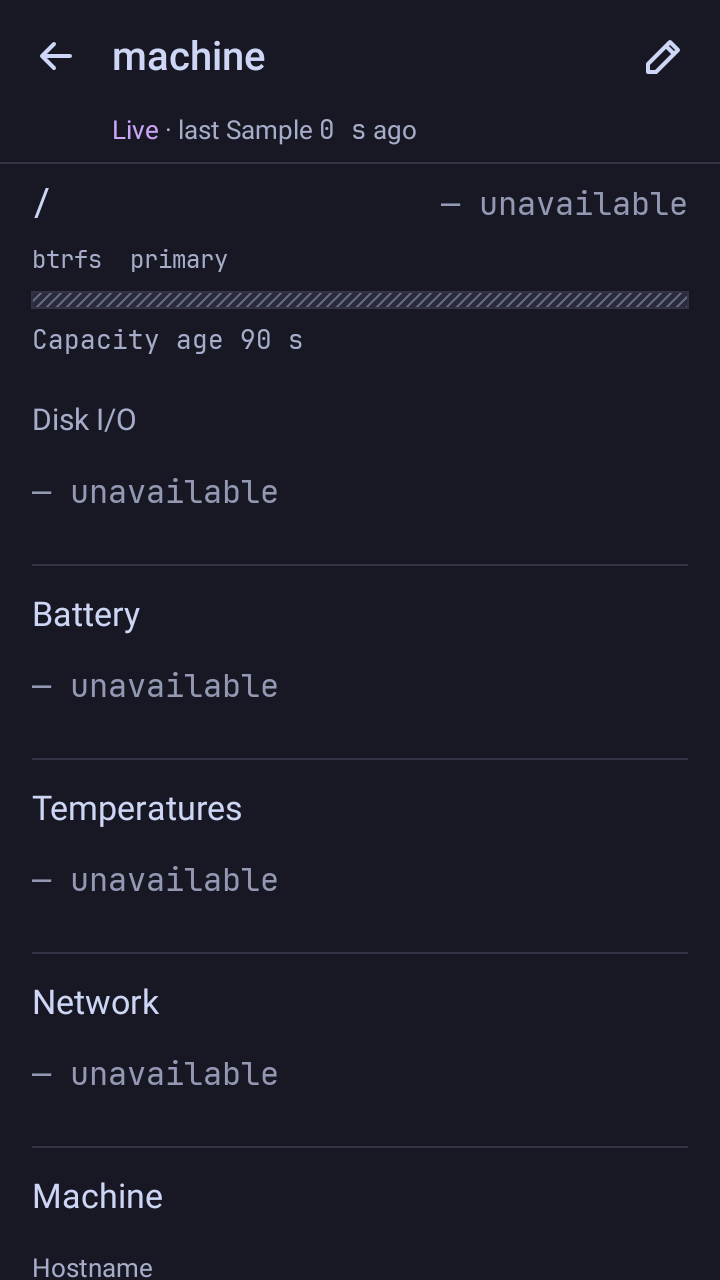 machine
Live · last Sample 0 s ago
/ — unavailable
btrfs primary
Capacity age 90 s
Disk I/O
— unavailable
Battery
— unavailable
Temperatures
— unavailable
Network
— unavailable
Machine
Hostname